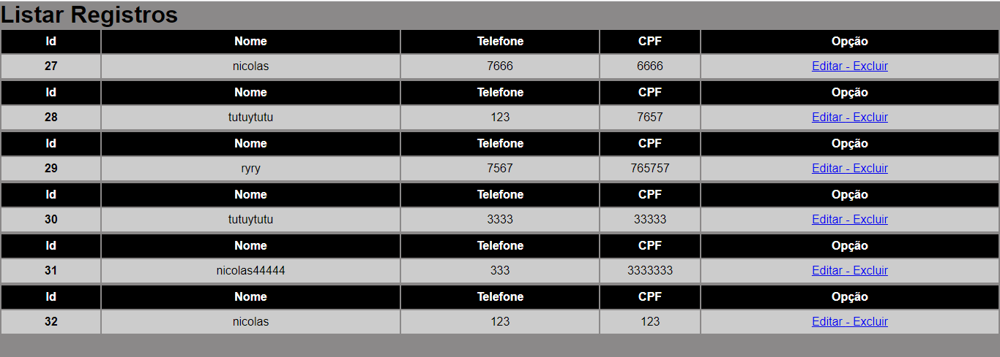 Listar Registros
Id Nome Telefone CPF Opção
27 nicolas 7666 6666 Editar - Excluir
Id Nome Telefone CPF Opção
28 tutuytutu 123 7657 Editar - Excluir
Id Nome Telefone CPF Opção
29 ryry 7567 765757 Editar - Excluir
Id Nome Telefone CPF Opção
30 tutuytutu 3333 33333 Editar - Excluir
Id Nome Telefone CPF Opção
31 nicolas44444 333 3333333 Editar - Excluir
Id Nome Telefone CPF Opção
32 nicolas 123 123 Editar - Excluir